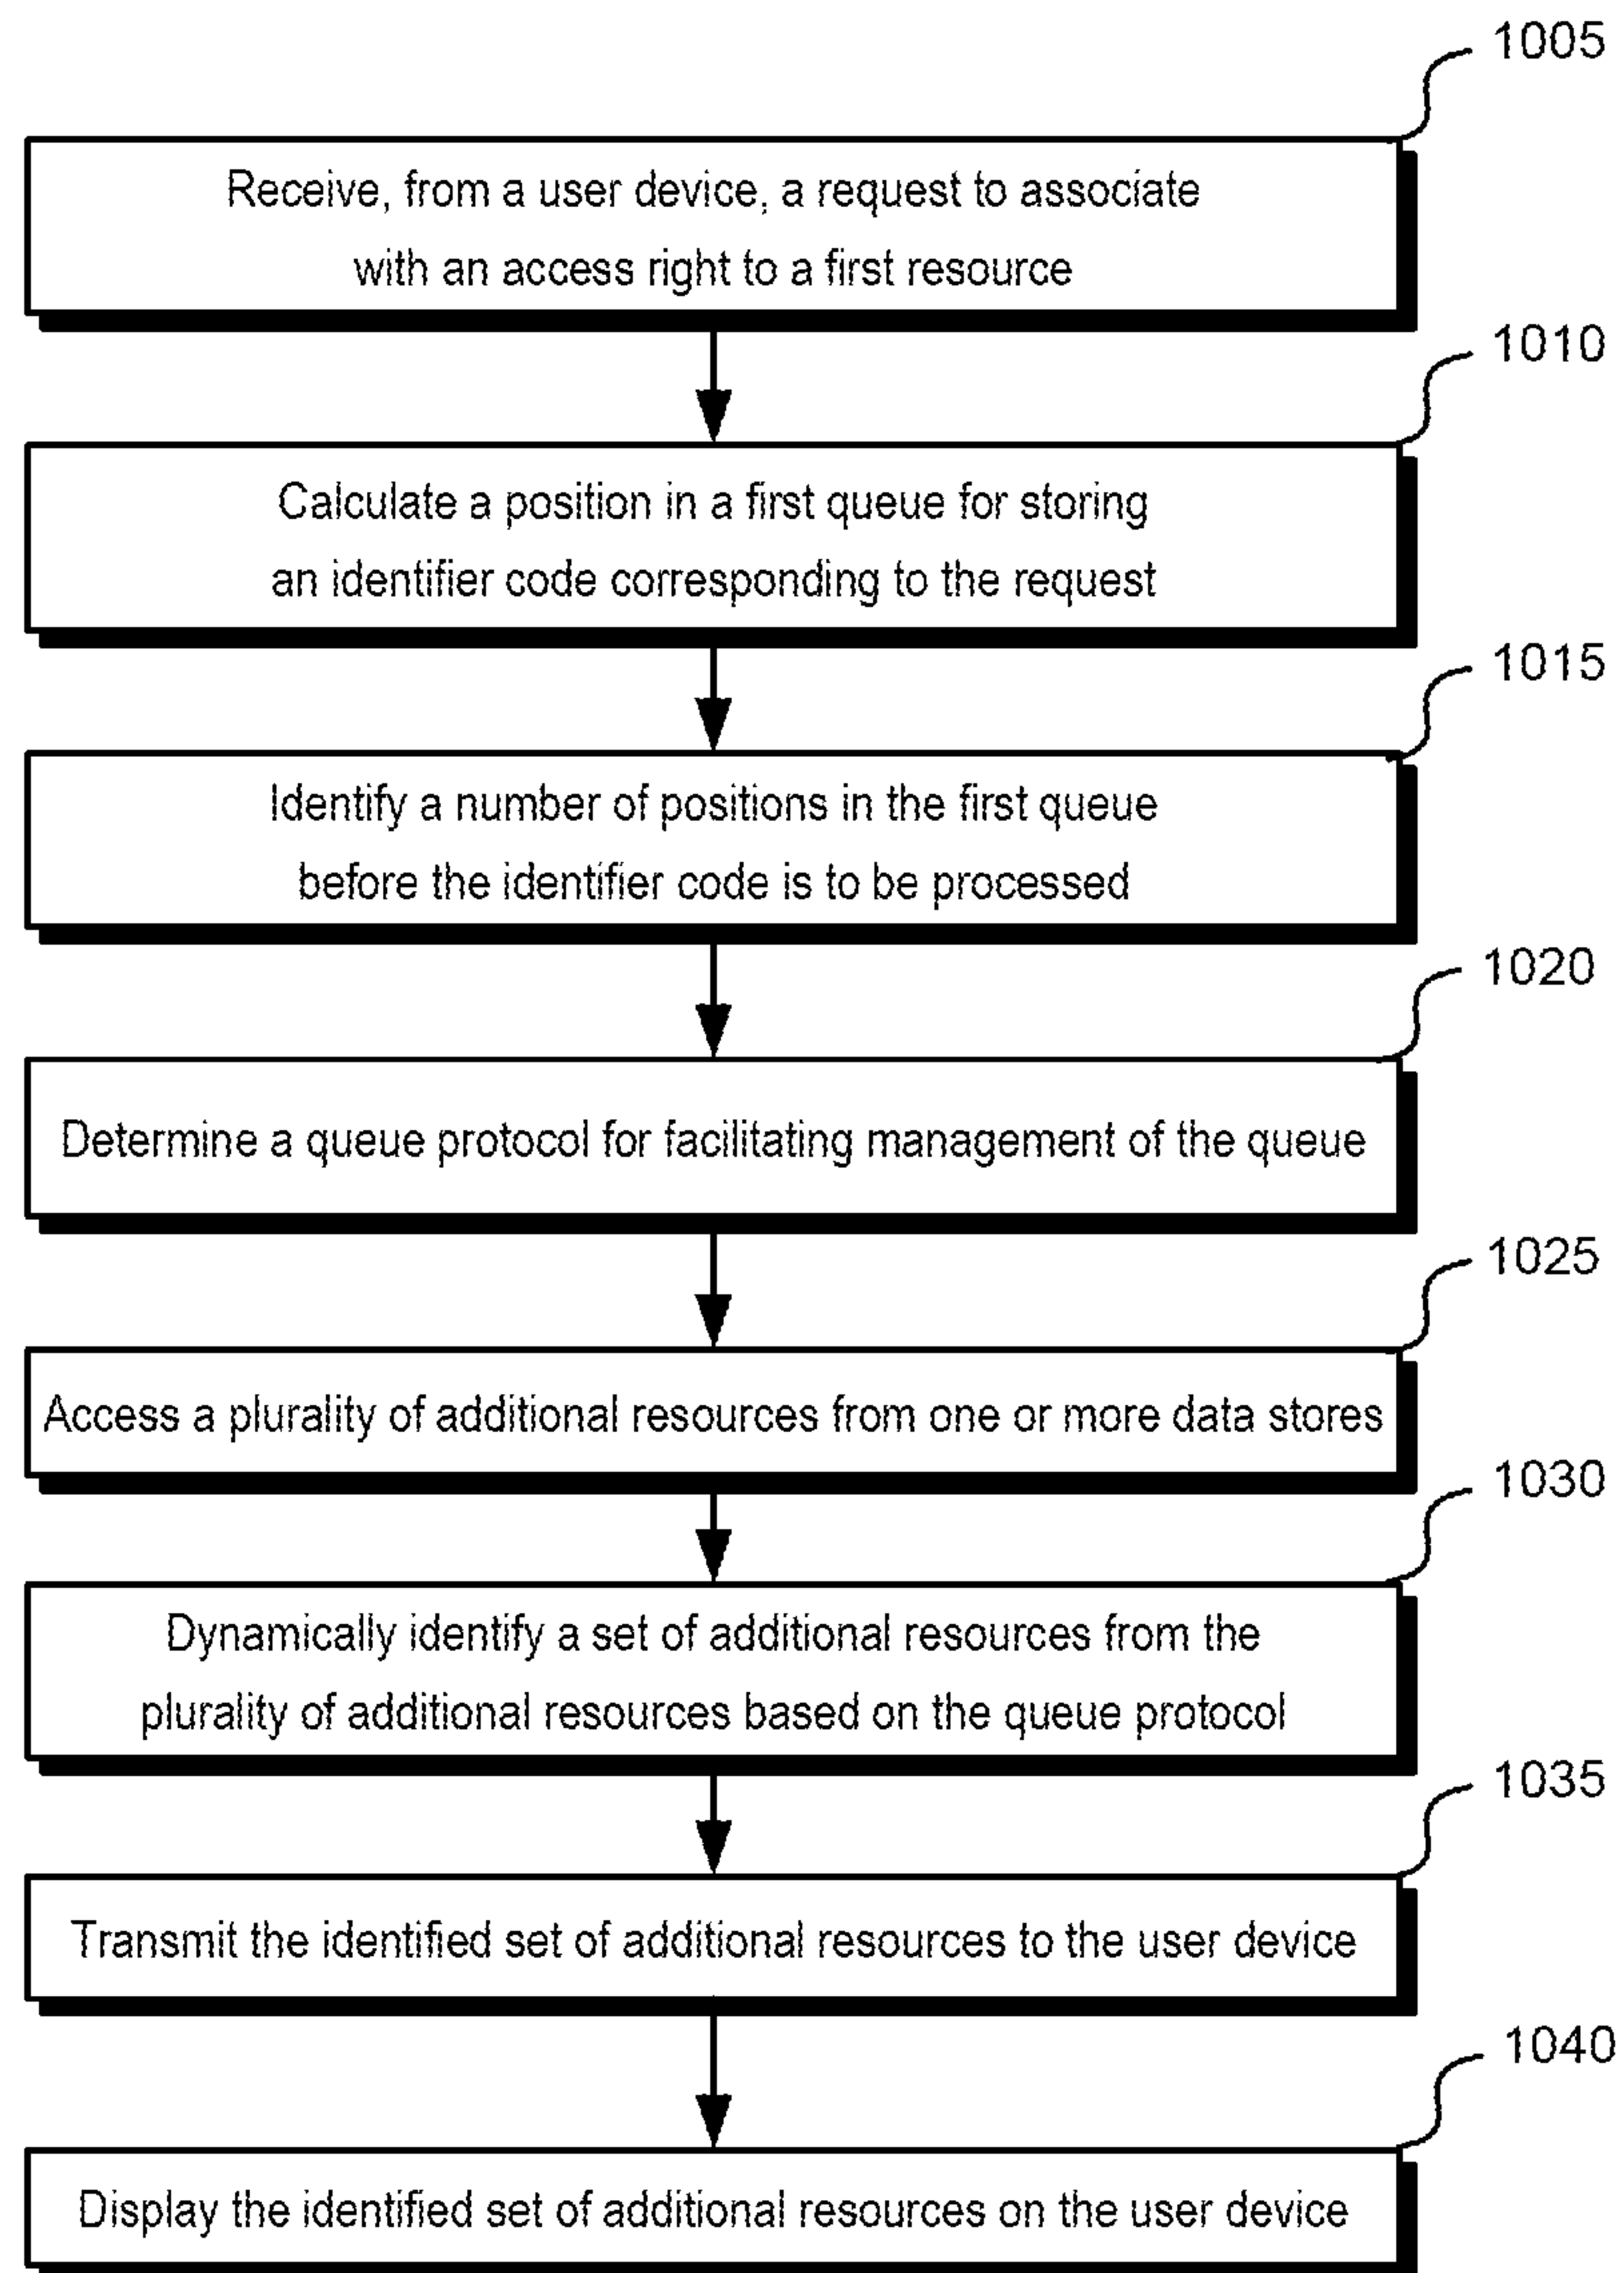 1005
Receive, from a user device, a request to associate
with an access right to a first resource
1010
Calculate a position in a first queue for storing
an identifier code corresponding to the request
1015
Identify a number of positions in the first queue
before the identifier code is to be processed
1020
Determine a queue protocol for facilitating management of the queue
1025
Access a plurality of additional resources from one or more data stores
1030
Dynamically identify a set of additional resources from the
plurality of additional resources based on the queue protocol
1035
Transmit the identified set of additional resources to the user device
1040
Display the identified set of additional resources on the user device